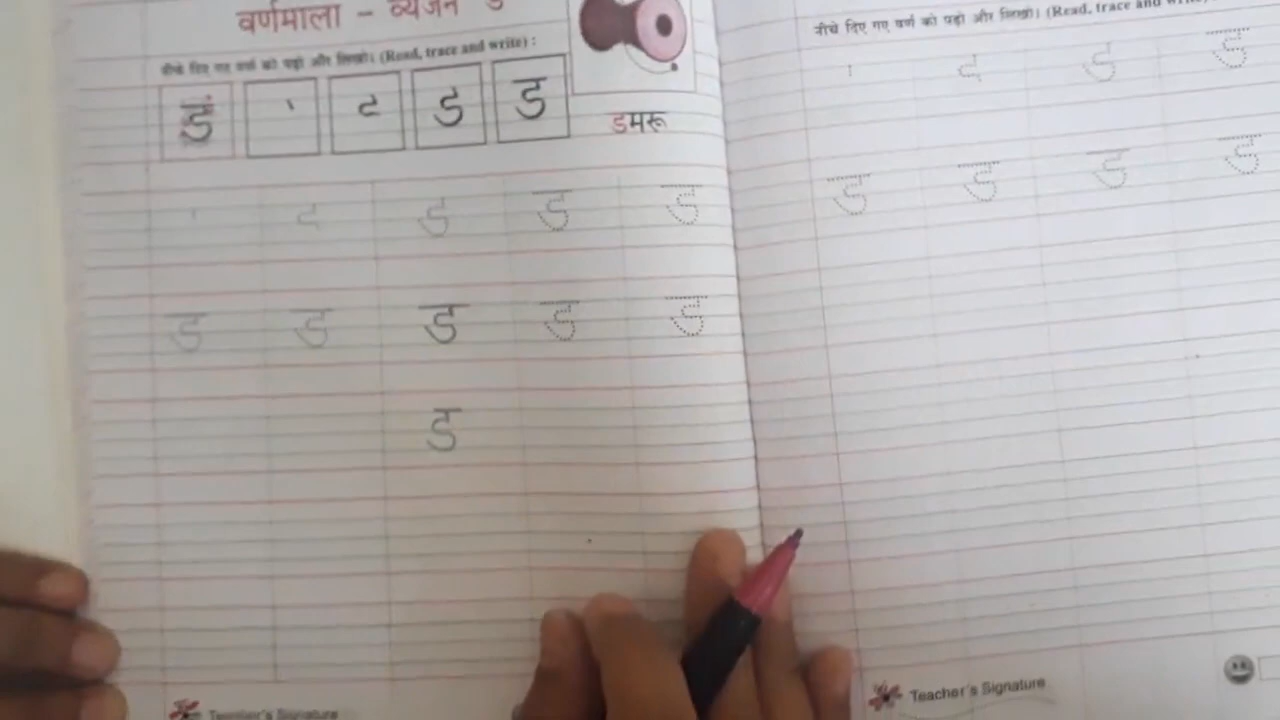 वर्णमाला – व्यंजन ड
नीचे दिए गए वर्ण को पढ़ो और लिखो। (Read, trace and write) :
ड ड ड
डमरू
ड ड ड
ड ड ड ड ड
ड
Teacher's Signature
नीचे दिए गए वर्ण को पढ़ो और लिखो। (Read, trace and write)
ड ड
ड ड ड ड
Teacher's Signature